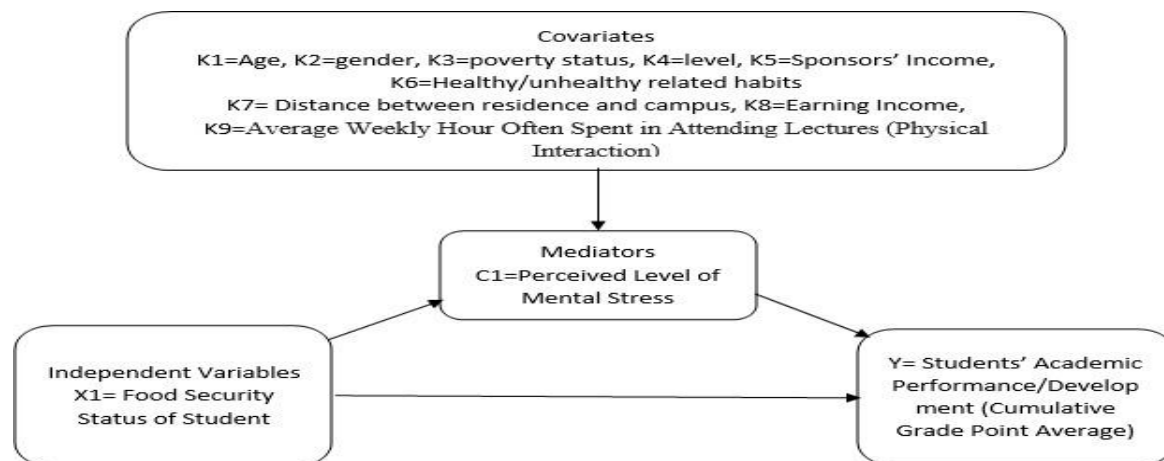 Covariates
K1=Age, K2=gender, K3=poverty status, K4=level, K5=Sponsors’ Income,
K6=Healthy/unhealthy related habits
K7= Distance between residence and campus, K8=Earning Income,
K9=Average Weekly Hour Often Spent in Attending Lectures (Physical
Interaction)
Mediators
C1=Perceived Level of
Mental Stress
Independent Variables
X1= Food Security
Status of Student
Y= Students’ Academic
Performance/Develop
ment (Cumulative
Grade Point Average)